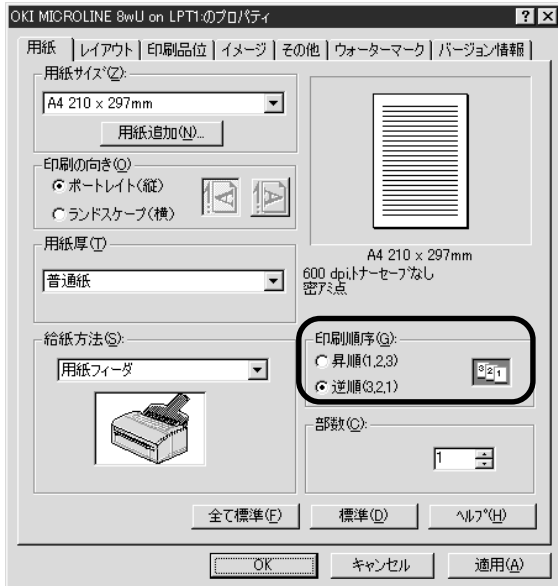 OKI MICROLINE 8wU on LPT1:のプロパティ
用紙 レイアウト 印刷品位 イメージ その他 ウォーターマーク バージョン情報
用紙サイズ(Z):
A4 210 x 297mm
用紙追加(N)...
印刷の向き(O)
ポートレイト(縦)
ランドスケープ(横)
A4 210 x 297mm
600 dpi,トナーセーブなし
密アミ点
用紙厚(T)
普通紙
給紙方法(S):
用紙フィーダ
印刷順序(G):
昇順(1,2,3)
逆順(3,2,1)
3 2 1
部数(C):
1
全て標準(F) 標準(D) ヘルプ(H)
OK キャンセル 適用(A)